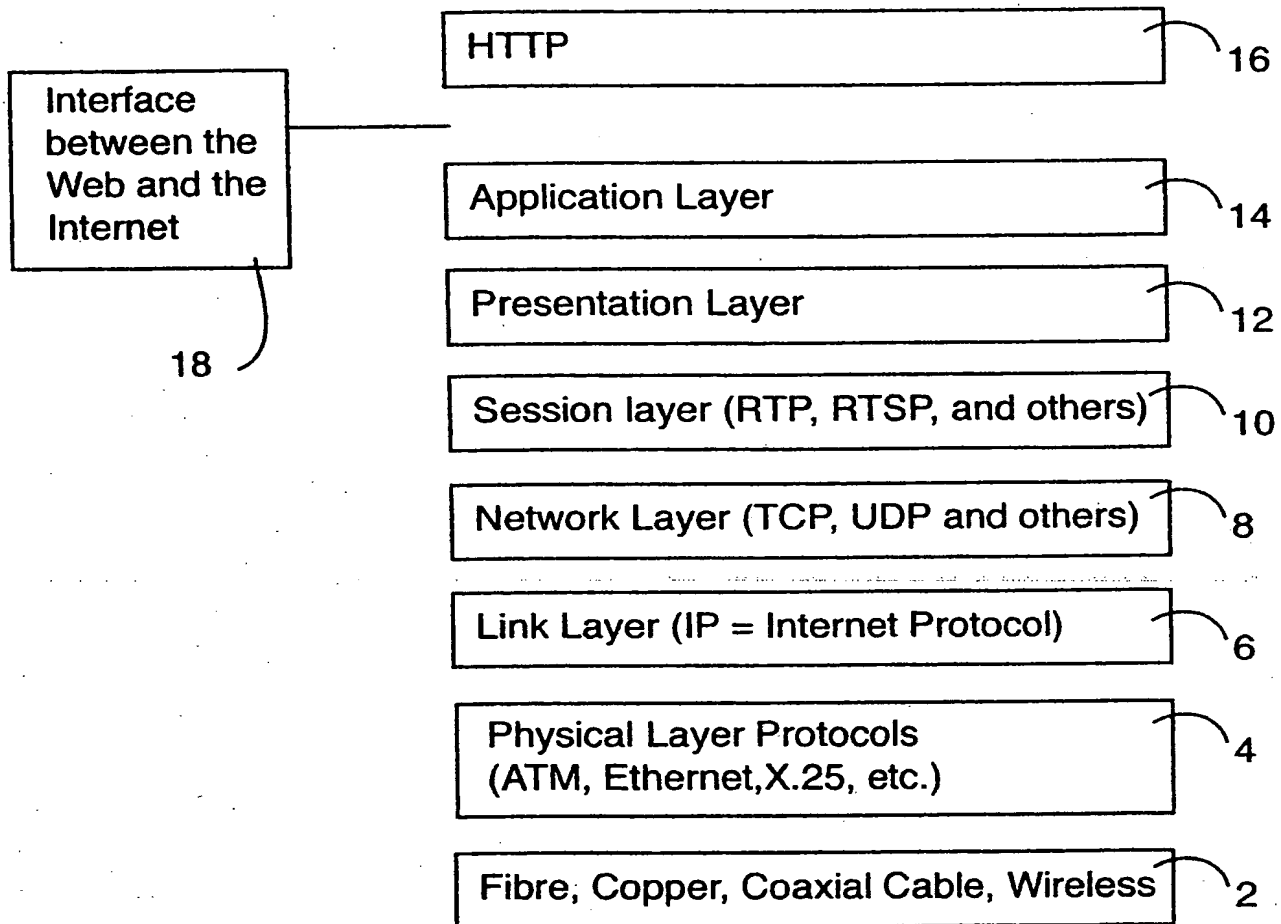 HTTP
16
Interface
between the
Web and the
Internet
18
Application Layer
14
Presentation Layer
12
Session layer (RTP, RTSP, and others)
10
Network Layer (TCP, UDP and others)
8
Link Layer (IP = Internet Protocol)
6
Physical Layer Protocols
(ATM, Ethernet,X.25, etc.)
4
Fibre, Copper, Coaxial Cable, Wireless
2